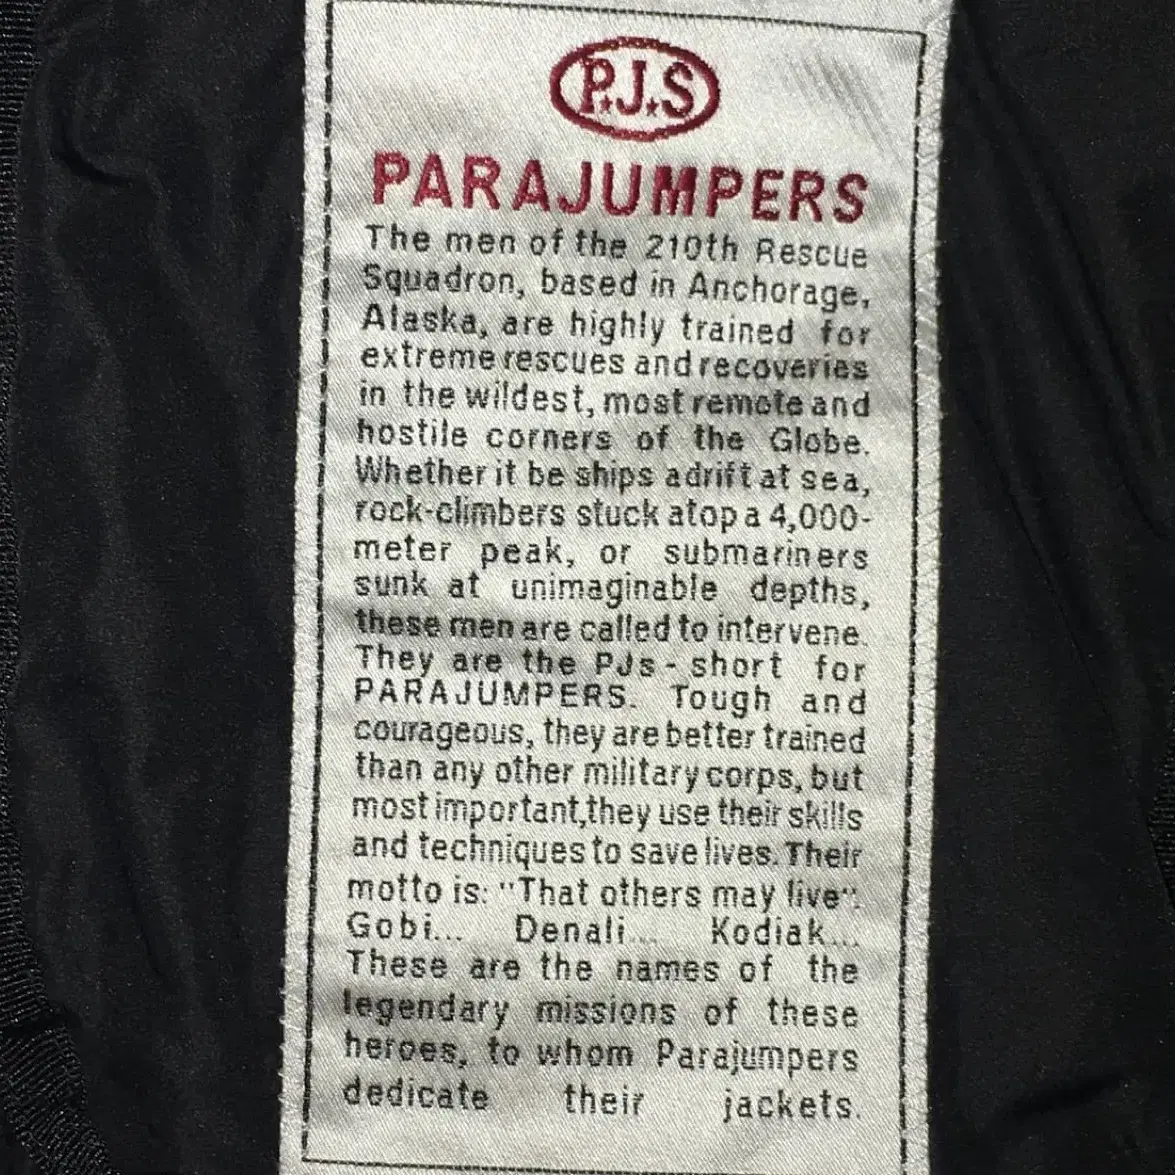 P.J.S
PARAJUMPERS
The men of the 210th Rescue
Squadron, based in Anchorage,
Alaska, are highly trained for
extreme rescues and recoveries
in the wildest, most remote and
hostile corners of the Globe.
Whether it be ships adrift at sea,
rock-climbers stuck atop a 4,000-
meter peak, or submariners
sunk at unimaginable depths,
these men are called to intervene.
They are the PJs - short for
PARAJUMPERS. Tough and
courageous, they are better trained
than any other military corps, but
most important,they use their skills
and techniques to save lives. Their
motto is: "That others may live".
Gobi... Denali... Kodiak...
These are the names of the
legendary missions of these
heroes, to whom Parajumpers
dedicate their jackets.